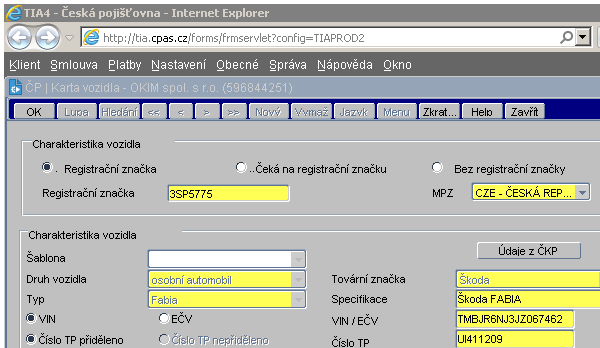 TIA4 - Česká pojišťovna - Internet Explorer
http://tia.cpas.cz/forms/frmservlet?config=TIAPROD2
Klient Smlouva Platby Nastavení Obecné Správa Nápověda Okno
ČP | Karta vozidla - OKIM spol. s r.o. (596844251)
OK Lupa Hledání << < > >> Nový Vymaž Jazyk Menu Zkrat... Help Zavřít
Charakteristika vozidla
. Registrační značka ..Čeká na registrační značku Bez registrační značky
Registrační značka 3SP5775 MPZ CZE - ČESKÁ REP...
Charakteristika vozidla
Šablona Údaje z ČKP
Druh vozidla osobní automobil Tovární značka Škoda
Typ Fabia Specifikace Škoda FABIA
VIN EČV VIN / EČV TMBJR6NJ3JZ067462
Číslo TP přiděleno Číslo TP nepřiděleno Číslo TP UI411209